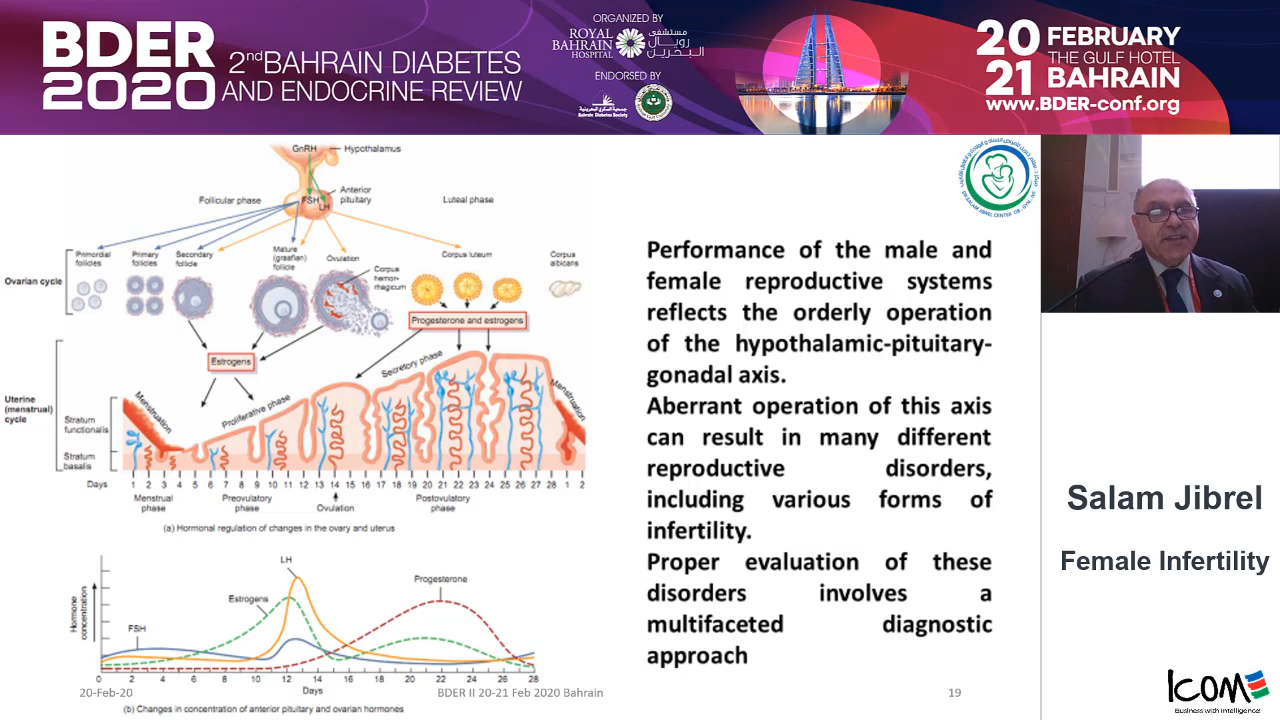 BDER
2020
2nd BAHRAIN DIABETES
AND ENDOCRINE REVIEW
ORGANIZED BY
ROYAL
BAHRAIN
HOSPITAL
مستشفى
رويال
البحرين
ENDORSED BY
Bahrain Diabetes Society
20
21
FEBRUARY
THE GULF HOTEL
BAHRAIN
www.BDER-conf.org
GnRH
Hypothalamus
Anterior
pituitary
FSH
LH
Follicular phase
Luteal phase
Ovarian cycle
Primordial
follicles
Primary
follicles
Secondary
follicle
Mature
(graafian)
follicle
Ovulation
Corpus
hemor-
rhagicum
Corpus luteum
Corpus
albicans
Progesterone and estrogens
Estrogens
Uterine
(menstrual)
cycle
Stratum
functionalis
Stratum
basalis
Menstruation
Proliferative phase
Secretory phase
Menstruation
Days 1 2 3 4 5 6 7 8 9 10 11 12 13 14 15 16 17 18 19 20 21 22 23 24 25 26 27 28 1 2
Menstrual
phase
Preovulatory
phase
Ovulation
Postovulatory
phase
(a) Hormonal regulation of changes in the ovary and uterus
Hormone
concentration
FSH
Estrogens
LH
Progesterone
0 2 4 6 8 10 12 14 16 18 20 22 24 26 28
Days
(b) Changes in concentration of anterior pituitary and ovarian hormones
Performance of the male and
female reproductive systems
reflects the orderly operation
of the hypothalamic-pituitary-
gonadal axis.
Aberrant operation of this axis
can result in many different
reproductive disorders,
including various forms of
infertility.
Proper evaluation of these
disorders involves a
multifaceted diagnostic
approach
20-Feb-20
BDER II 20-21 Feb 2020 Bahrain
19
Salam Jibrel
Female Infertility
ICOM
Business with Intelligence!